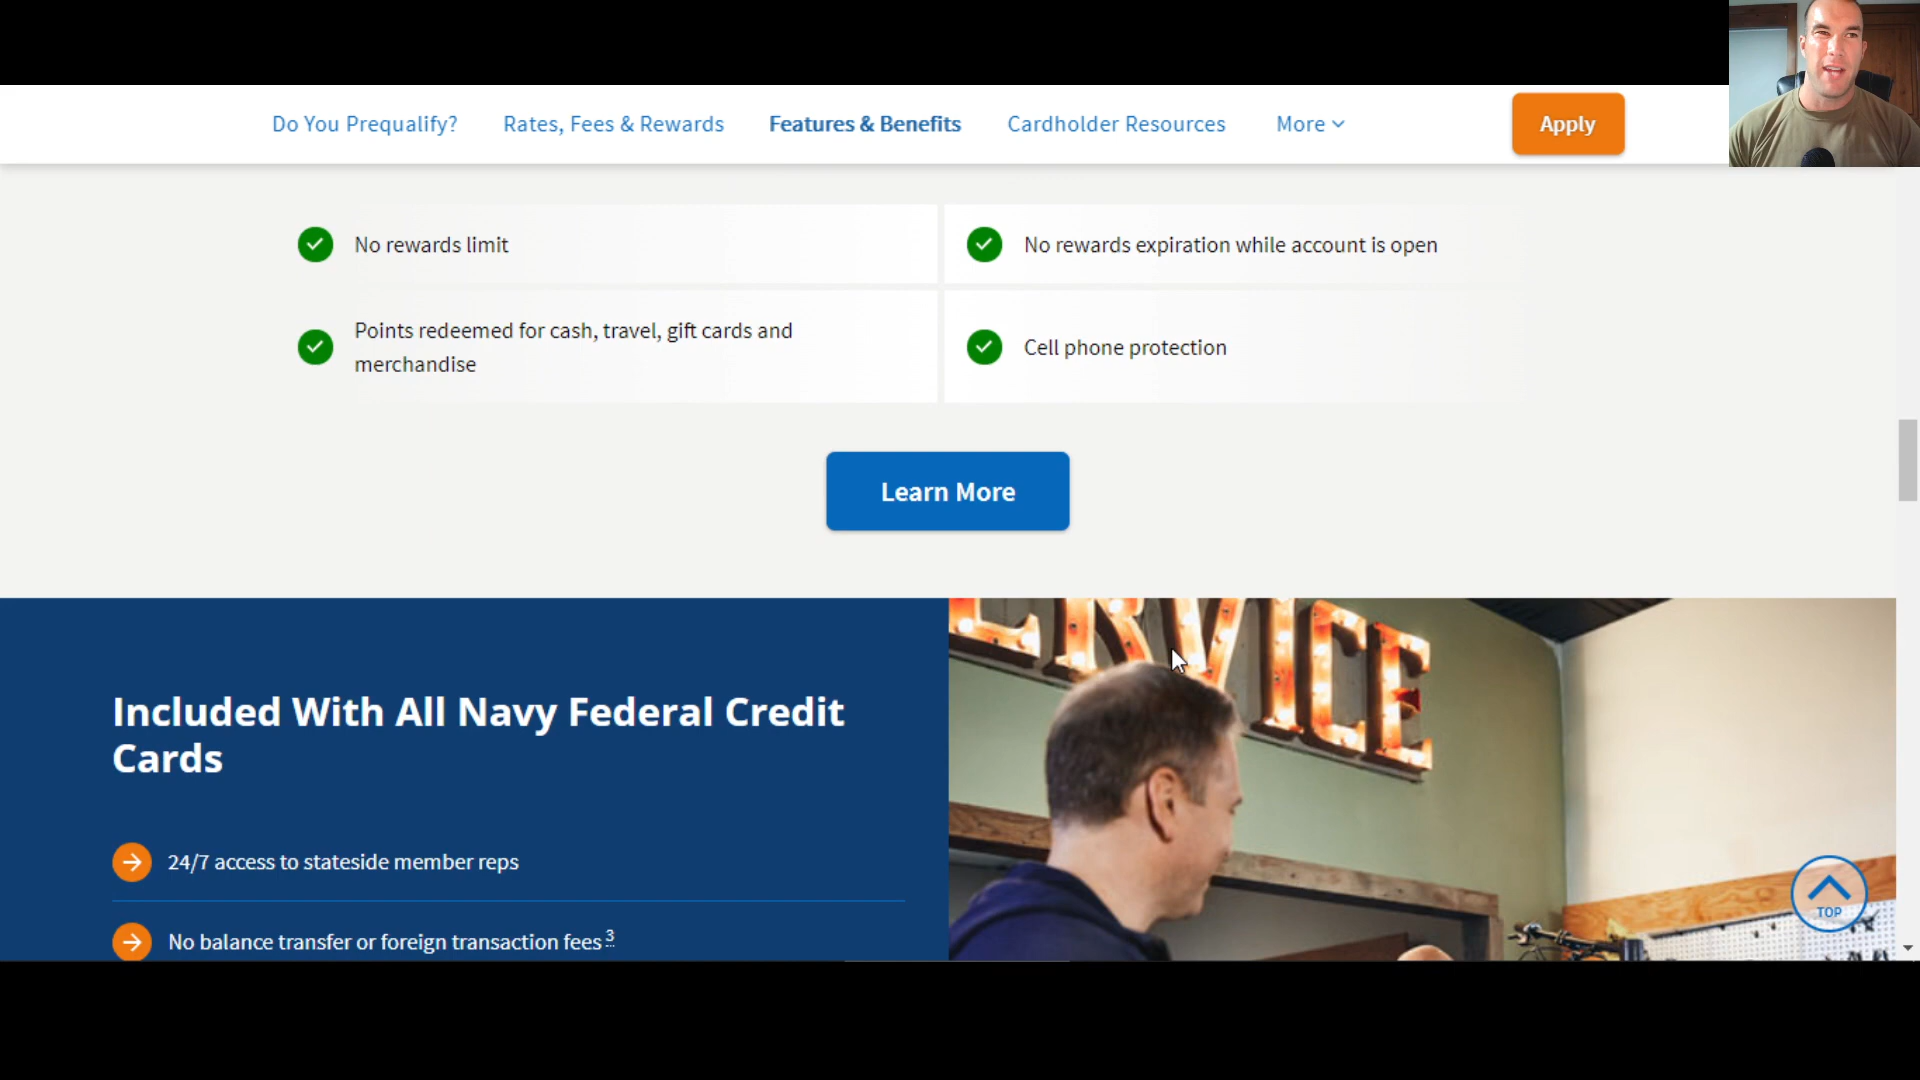 Do You Prequalify? Rates, Fees & Rewards Features & Benefits Cardholder Resources More Apply
No rewards limit
No rewards expiration while account is open
Points redeemed for cash, travel, gift cards and
merchandise
Cell phone protection
Learn More
ERVICE
Included With All Navy Federal Credit
Cards
24/7 access to stateside member reps
No balance transfer or foreign transaction fees 3
TOP